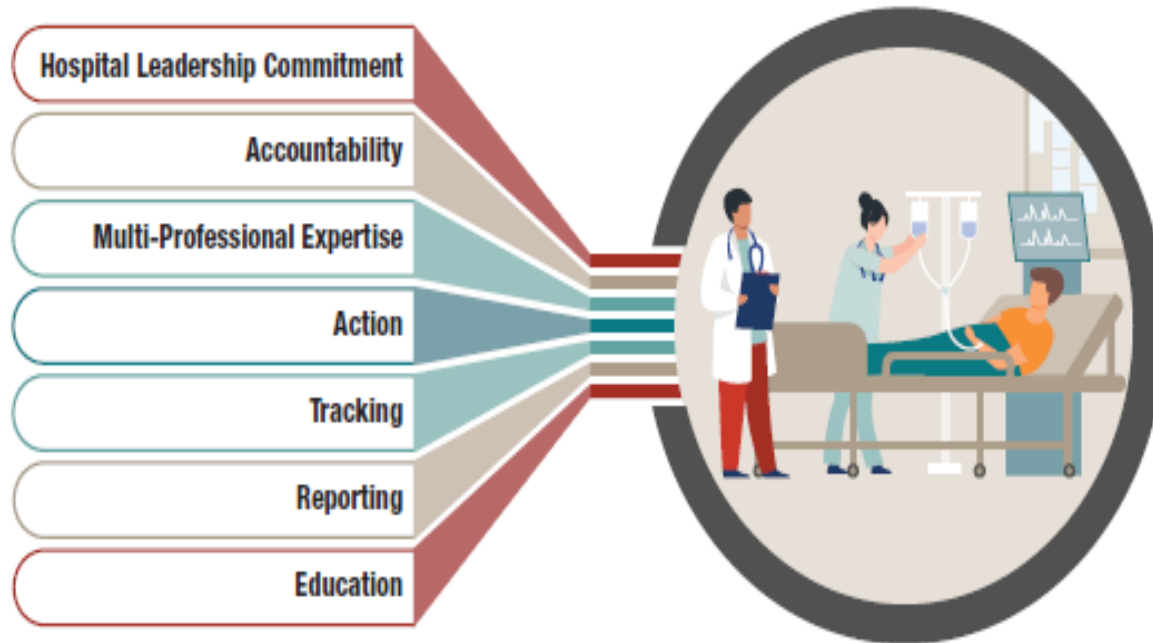 Hospital Leadership Commitment
Accountability
Multi-Professional Expertise
Action
Tracking
Reporting
Education